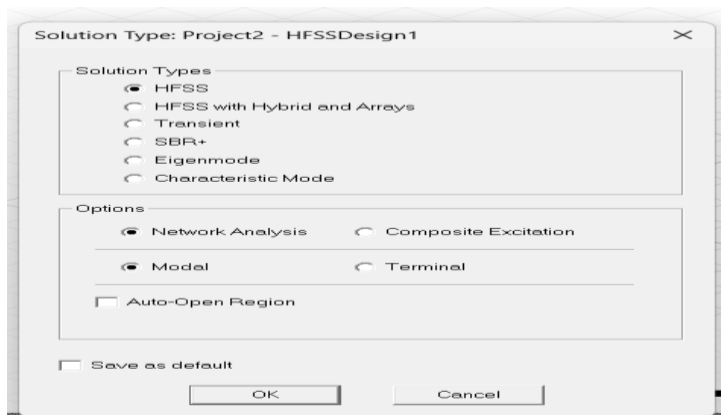 Solution Type: Project2 - HFSSDesign1
Solution Types
HFSS
HFSS with Hybrid and Arrays
Transient
SBR+
Eigenmode
Characteristic Mode
Options
Network Analysis Composite Excitation
Modal Terminal
Auto-Open Region
Save as default
OK Cancel